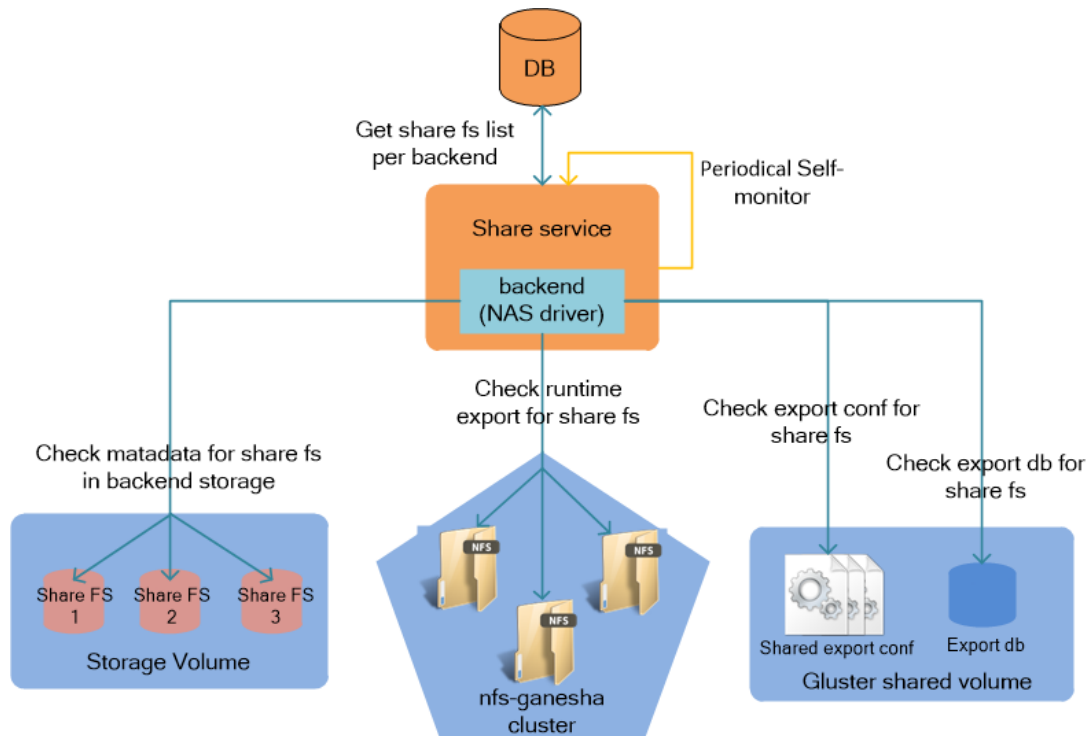 DB
Get share fs list
per backend
Periodical Self-
monitor
Share service
backend
(NAS driver)
Check runtime
export for share fs
Check export conf for
share fs
Check matadata for share fs
in backend storage
Check export db for
share fs
NFS
NFS
NFS
Share FS
1
Share FS
2
Share FS
3
Storage Volume
nfs-ganesha
cluster
Shared export conf
Export db
Gluster shared volume